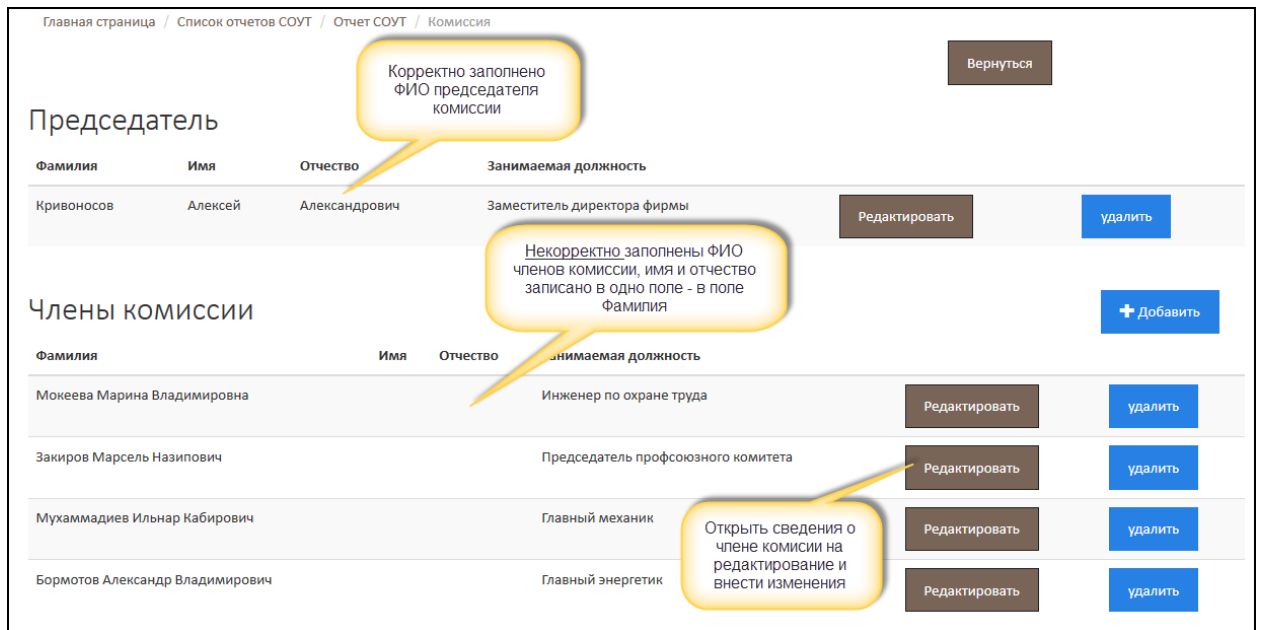 Главная страница / Список отчетов СОУТ / Отчет СОУТ / Комиссия
Вернуться
Корректно заполнено
ФИО председателя
комиссии
Председатель
Фамилия Имя Отчество Занимаемая должность
Кривоносов Алексей Александрович Заместитель директора фирмы Редактировать удалить
Некорректно заполнены ФИО
членов комиссии, имя и отчество
записано в одно поле - в поле
Фамилия
Члены комиссии
Добавить
Фамилия Имя Отчество анимаемая должность
Мокеева Марина Владимировна Инженер по охране труда Редактировать удалить
Закиров Марсель Назипович Председатель профсоюзного комитета Редактировать удалить
Мухаммадиев Ильнар Кабирович Главный механик Редактировать удалить
Открыть сведения о
члене комисии на
редактирование и
внести изменения
Бормотов Александр Владимирович Главный энергетик Редактировать удалить